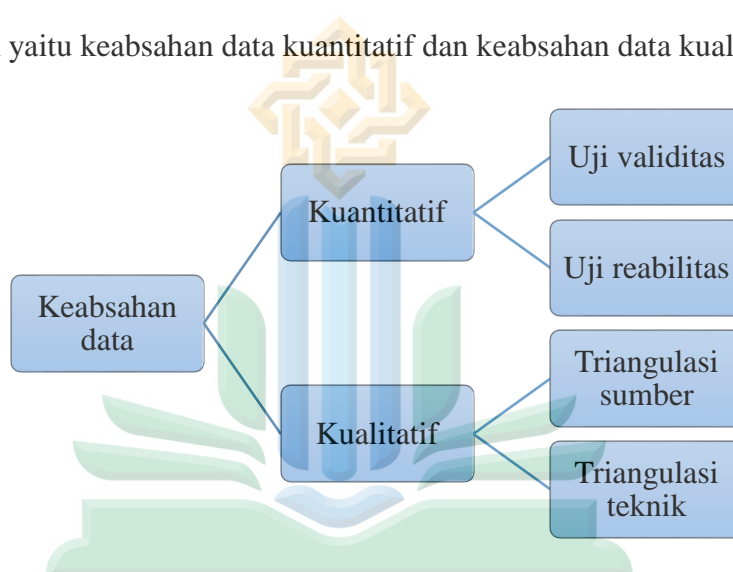 yaitu keabsahan data kuantitatif dan keabsahan data kual
Uji validitas
Kuantitatif
Uji reabilitas
Keabsahan
data
Triangulasi
sumber
Kualitatif
Triangulasi
teknik